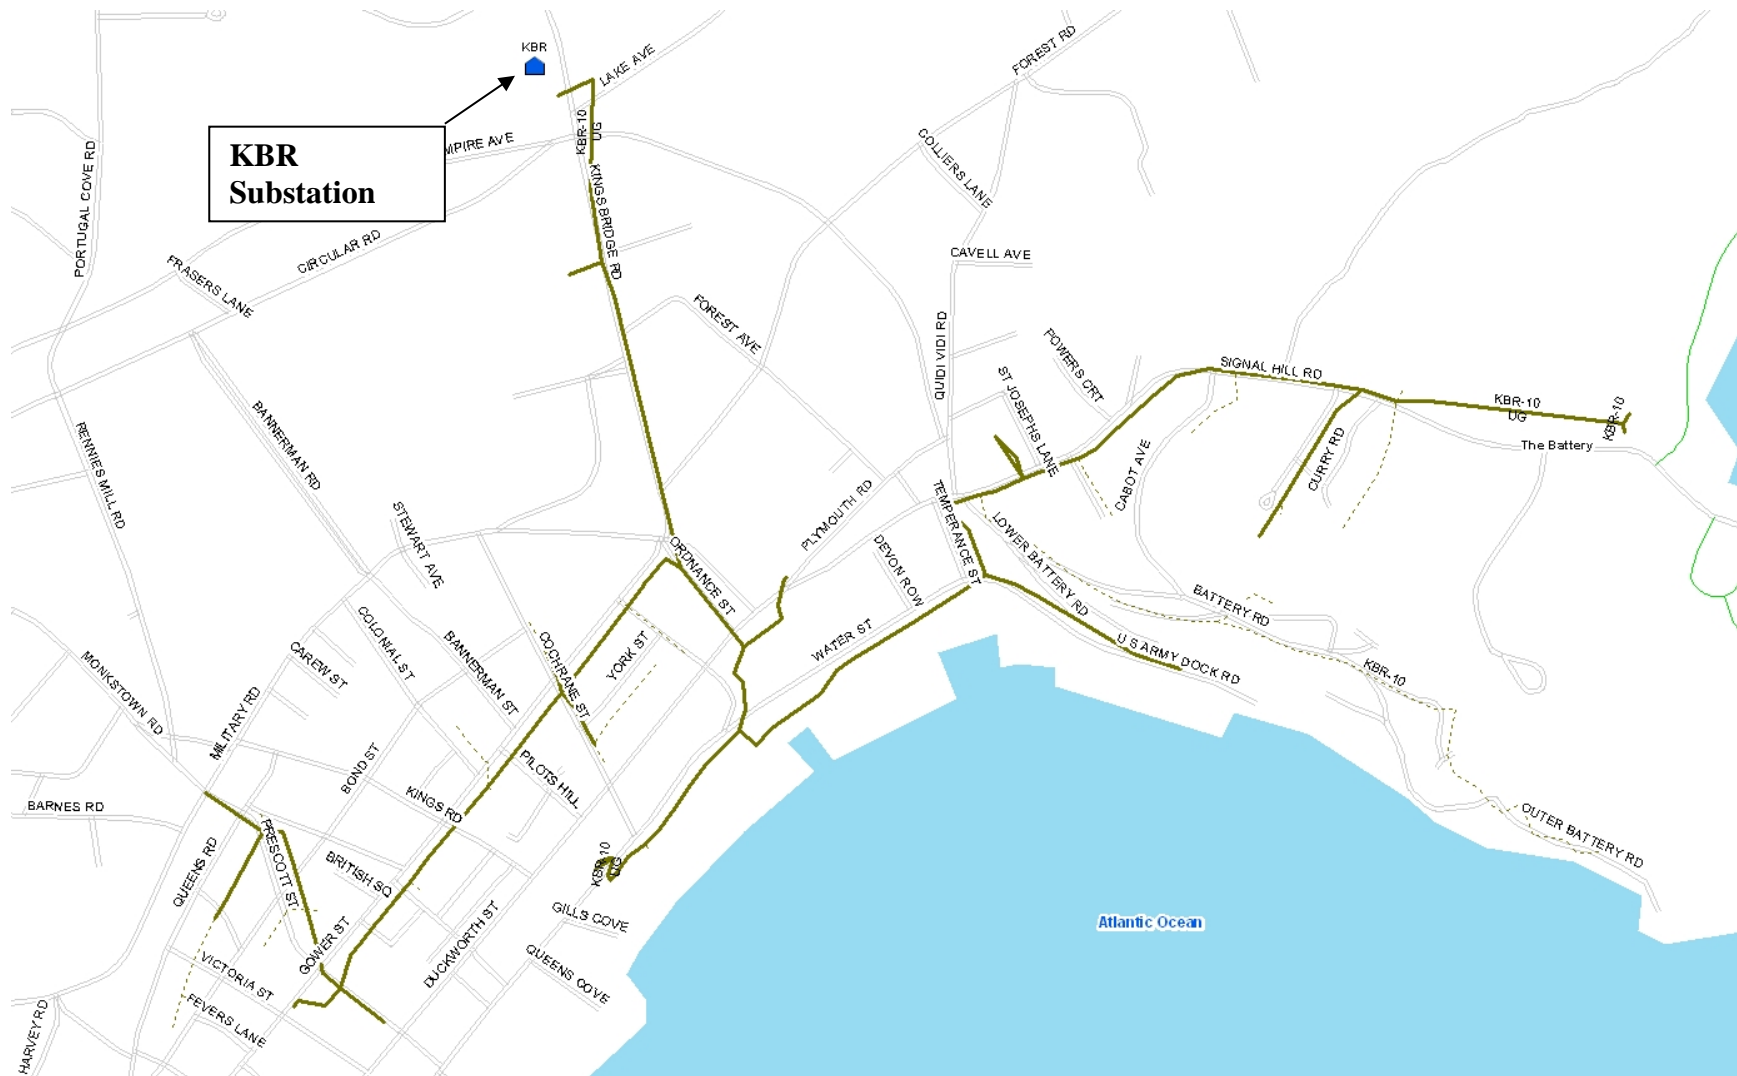 KBR
LAKE AVE
FOREST RD
KBR
Substation
MPIRE AVE
KBR-10
UG
PORTUGAL COVE RD
COLLIERS LANE
KINGS BRIDGE RD
CIRCULAR RD
FRASERS LANE
CAVELL AVE
FOREST AVE
QUIDI VIDI RD
POWERS CRT
ST JOSEPHS LANE
SIGNAL HILL RD
KBR-10
UG
KBR-10
The Battery
CURRY RD
CABOT AVE
BANNERMAN RD
RENNIES MILL RD
STEWART AVE
PLYMOUTH RD
TEMPERANCE ST
LOWER BATTERY RD
DEVON ROW
ORDNANCE ST
BATTERY RD
WATER ST
U S ARMY DOCK RD
KBR-10
YORK ST
COCHRANE ST
BANNERMAN ST
COLONIAL ST
CAREW ST
MONKSTOWN RD
MILITARY RD
BOND ST
PILOTS HILL
KINGS RD
BARNES RD
PRESCOTT ST
QUEENS RD
BRITISH SQ
KBR-10
UG
OUTER BATTERY RD
GILLS COVE
Atlantic Ocean
DUCKWORTH ST
GOWER ST
QUEENS COVE
VICTORIA ST
FEVERS LANE
HARVEY RD